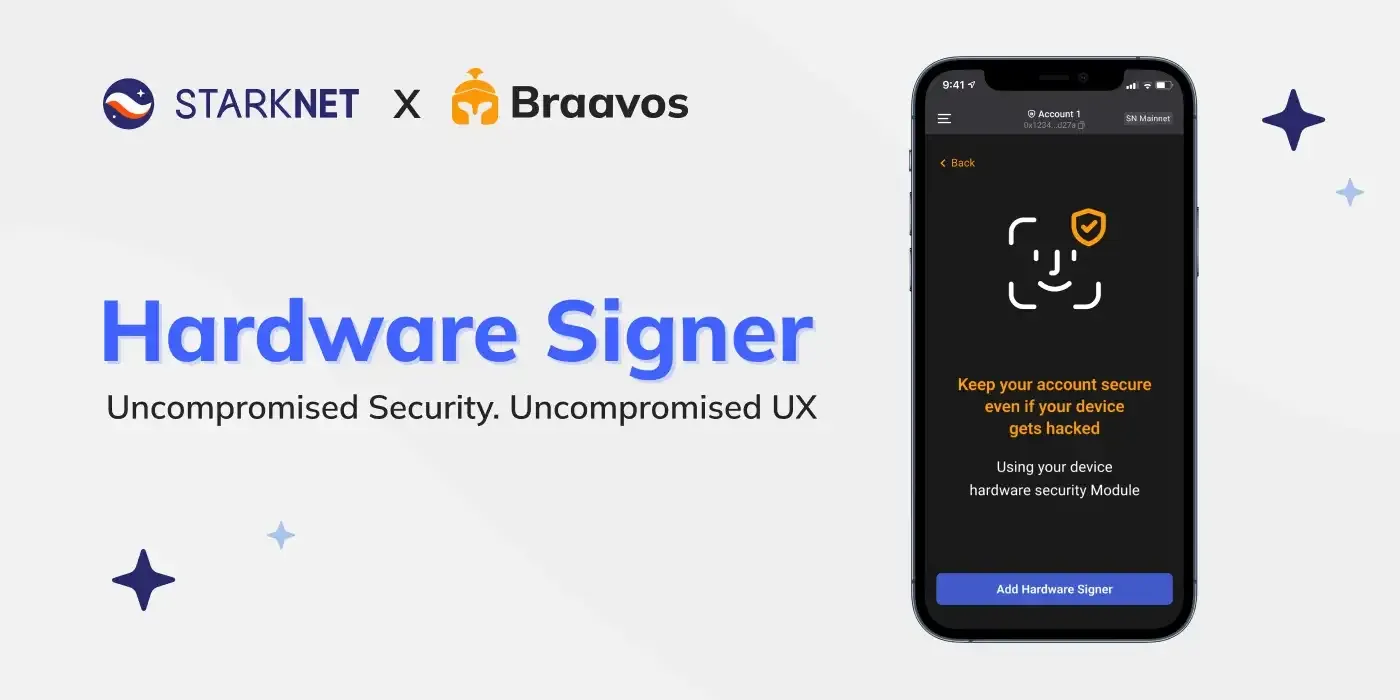 STARKNET X Braavos
Hardware Signer
Uncompromised Security. Uncompromised UX
9:41
Account 1
0x1234...d27a
SN Mainnet
Back
Keep your account secure
even if your device
gets hacked
Using your device
hardware security Module
Add Hardware Signer